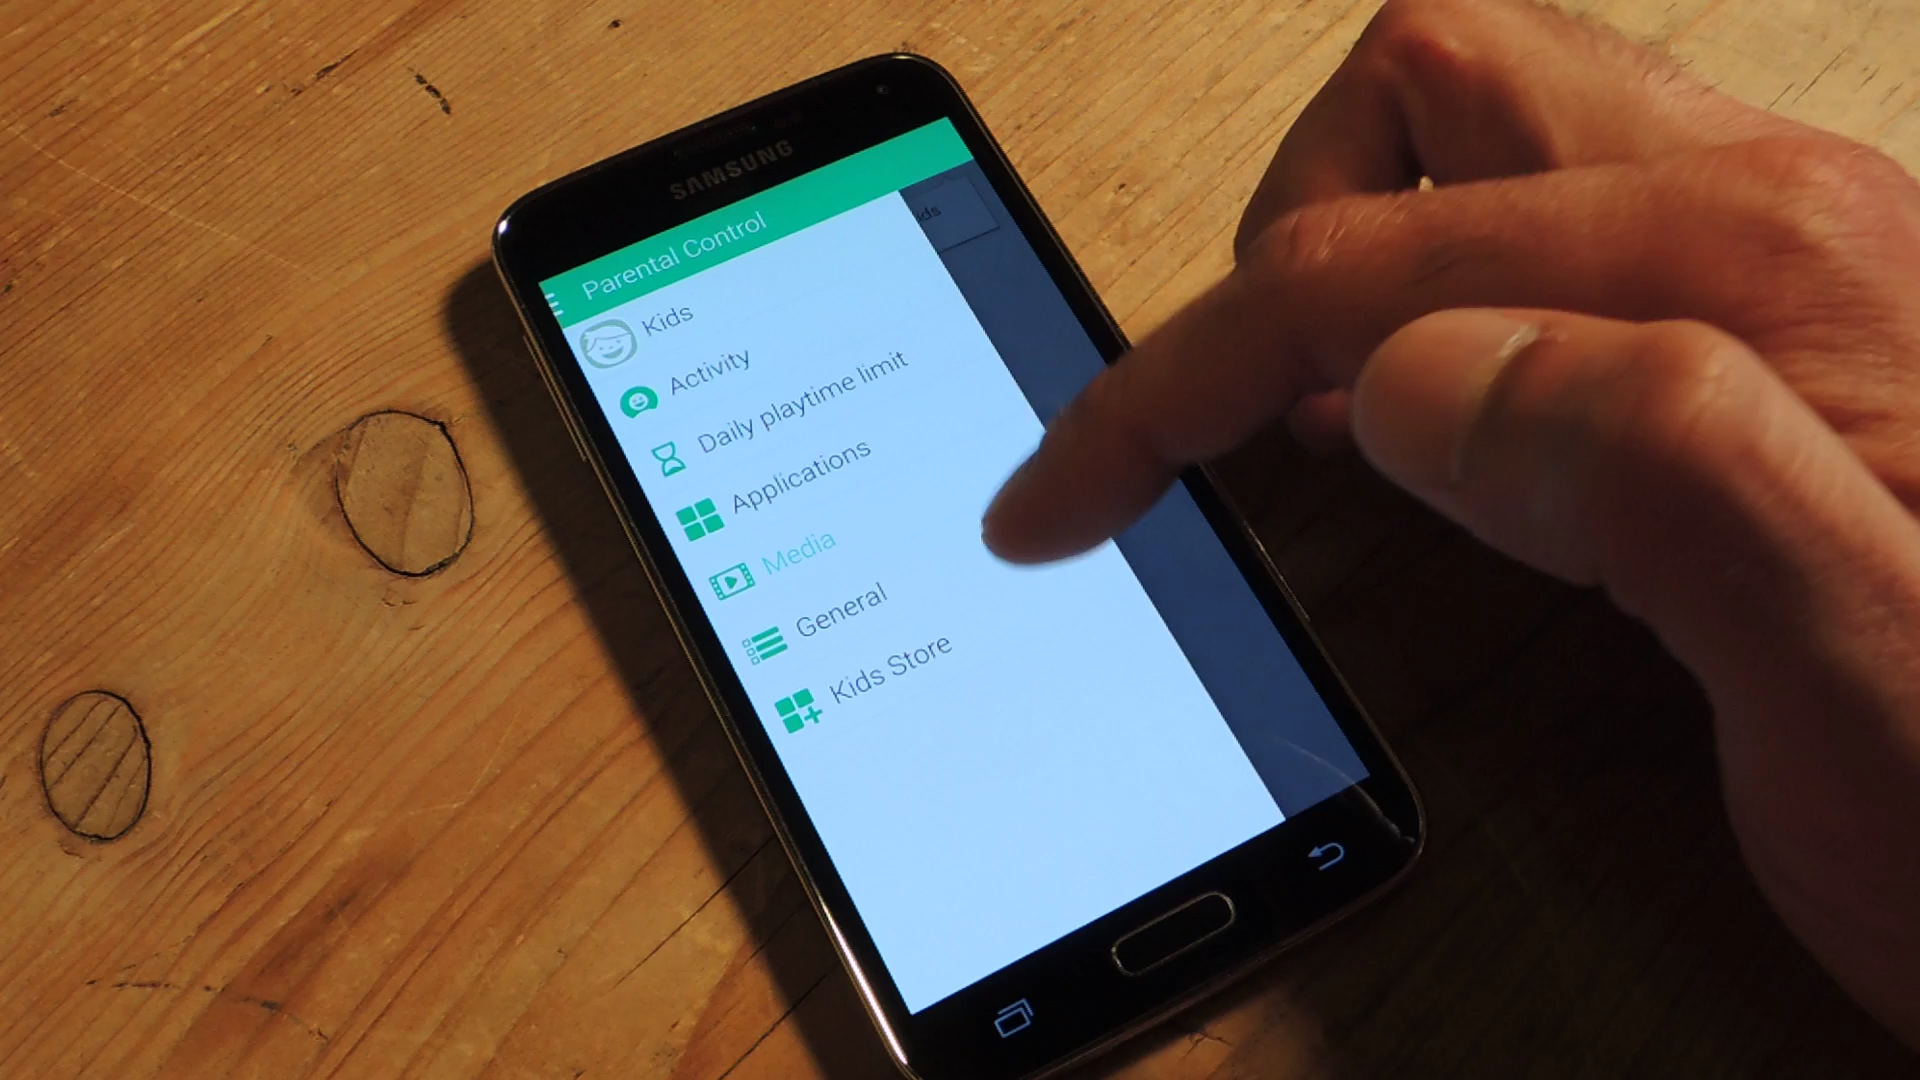 SAMSUNG
Parental Control
Kids
Activity
Daily playtime limit
Applications
Media
General
Kids Store